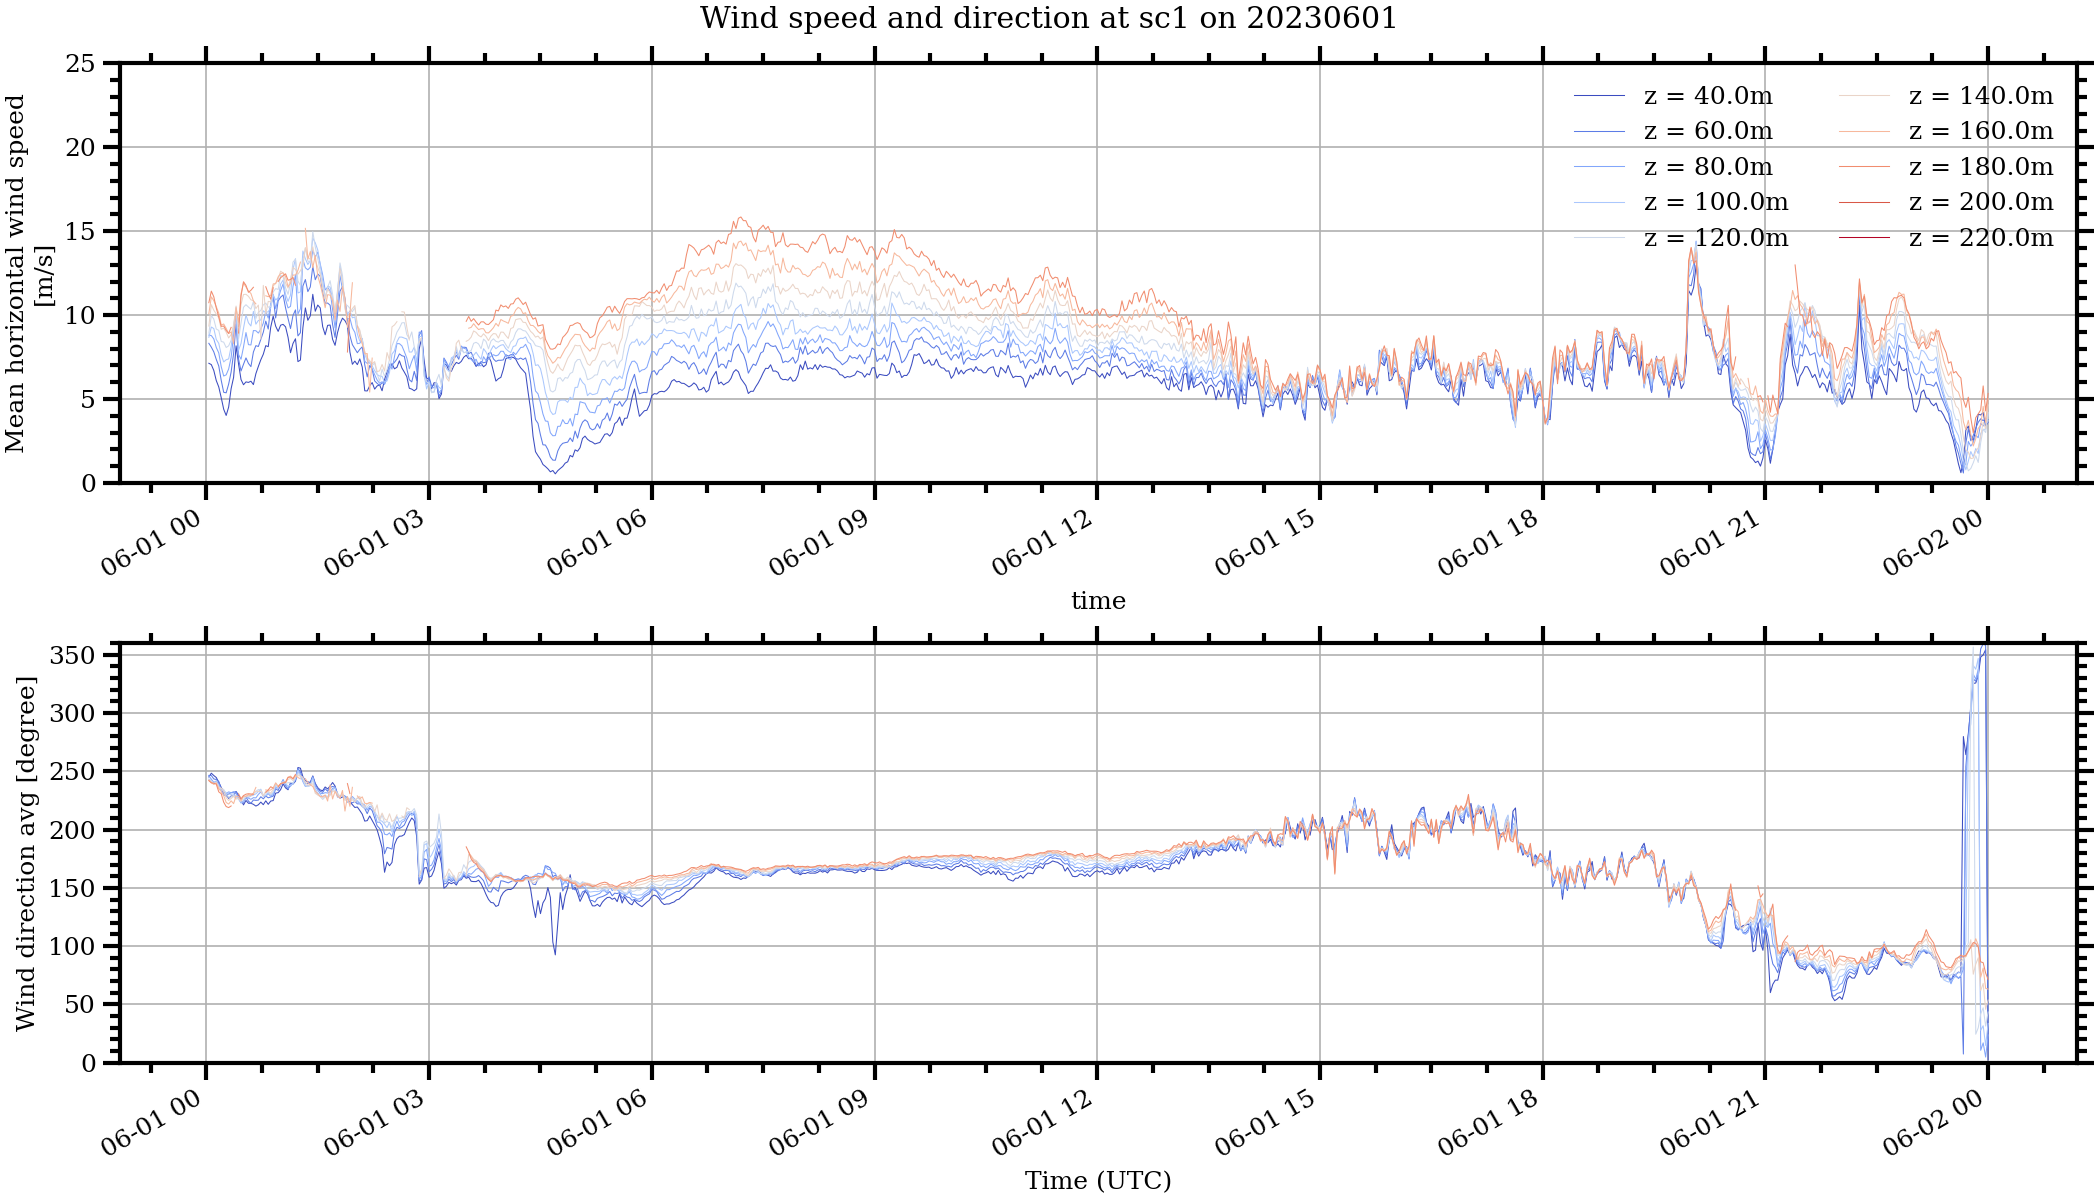 Wind speed and direction at sc1 on 20230601
Mean horizontal wind speed
[m/s]
25
20
15
10
5
0
z = 40.0m
z = 60.0m
z = 80.0m
z = 100.0m
z = 120.0m
z = 140.0m
z = 160.0m
z = 180.0m
z = 200.0m
z = 220.0m
06-01 00
06-01 03
06-01 06
06-01 09
06-01 12
06-01 15
06-01 18
06-01 21
06-02 00
time
Wind direction avg [degree]
350
300
250
200
150
100
50
0
06-01 00
06-01 03
06-01 06
06-01 09
06-01 12
06-01 15
06-01 18
06-01 21
06-02 00
Time (UTC)